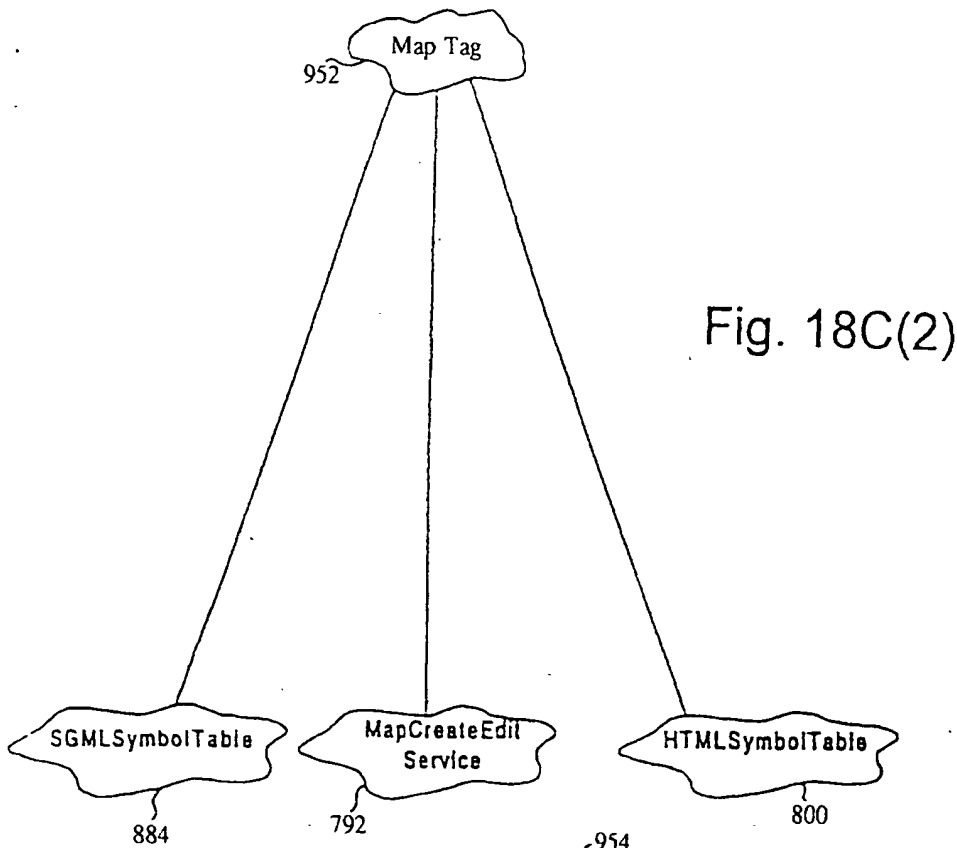 Map Tag
952
Fig. 18C(2)
SGMLSymbolTable
MapCreateEdit
Service
HTMLSymbolTable
884
792
800
954